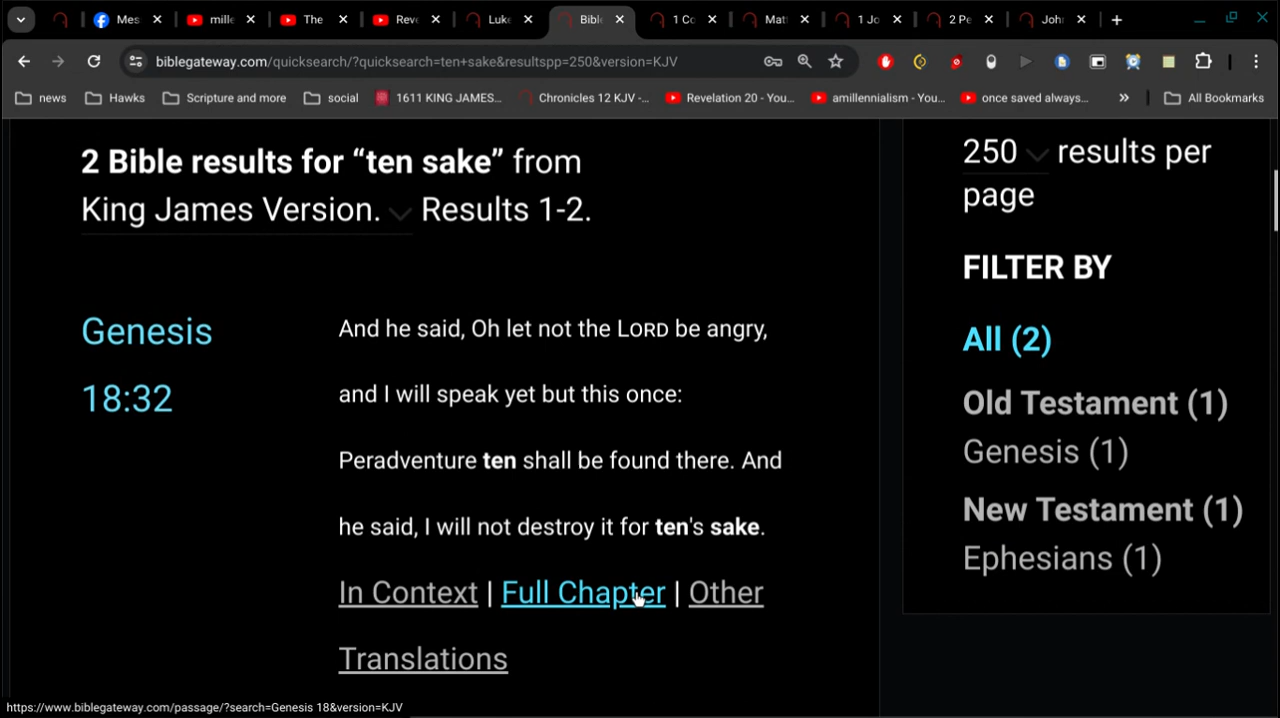 Mes
mille
The
Reve
Luke
Bible
1 Co
Mat
1 Jo
2 Pe
John
biblegateway.com/quicksearch/?quicksearch=ten+sake&resultspp=250&version=KJV
news
Hawks
Scripture and more
social
1611 KING JAMES...
Chronicles 12 KJV -...
Revelation 20 - You...
amillennialism - You...
once saved always...
All Bookmarks
2 Bible results for “ten sake” from
King James Version. Results 1-2.
250 results per
page
FILTER BY
All (2)
Old Testament (1)
Genesis (1)
New Testament (1)
Ephesians (1)
Genesis
18:32
And he said, Oh let not the LORD be angry,
and I will speak yet but this once:
Peradventure ten shall be found there. And
he said, I will not destroy it for ten's sake.
In Context | Full Chapter | Other
Translations
https://www.biblegateway.com/passage/?search=Genesis 18&version=KJV